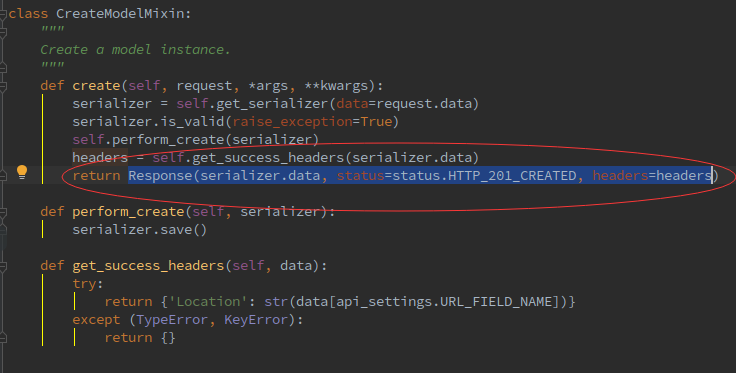 class CreateModelMixin:
    """
    Create a model instance.
    """
    def create(self, request, *args, **kwargs):
        serializer = self.get_serializer(data=request.data)
        serializer.is_valid(raise_exception=True)
        self.perform_create(serializer)
        headers = self.get_success_headers(serializer.data)
        return Response(serializer.data, status=status.HTTP_201_CREATED, headers=headers)
    def perform_create(self, serializer):
        serializer.save()
    def get_success_headers(self, data):
        try:
            return {'Location': str(data[api_settings.URL_FIELD_NAME])}
        except (TypeError, KeyError):
            return {}